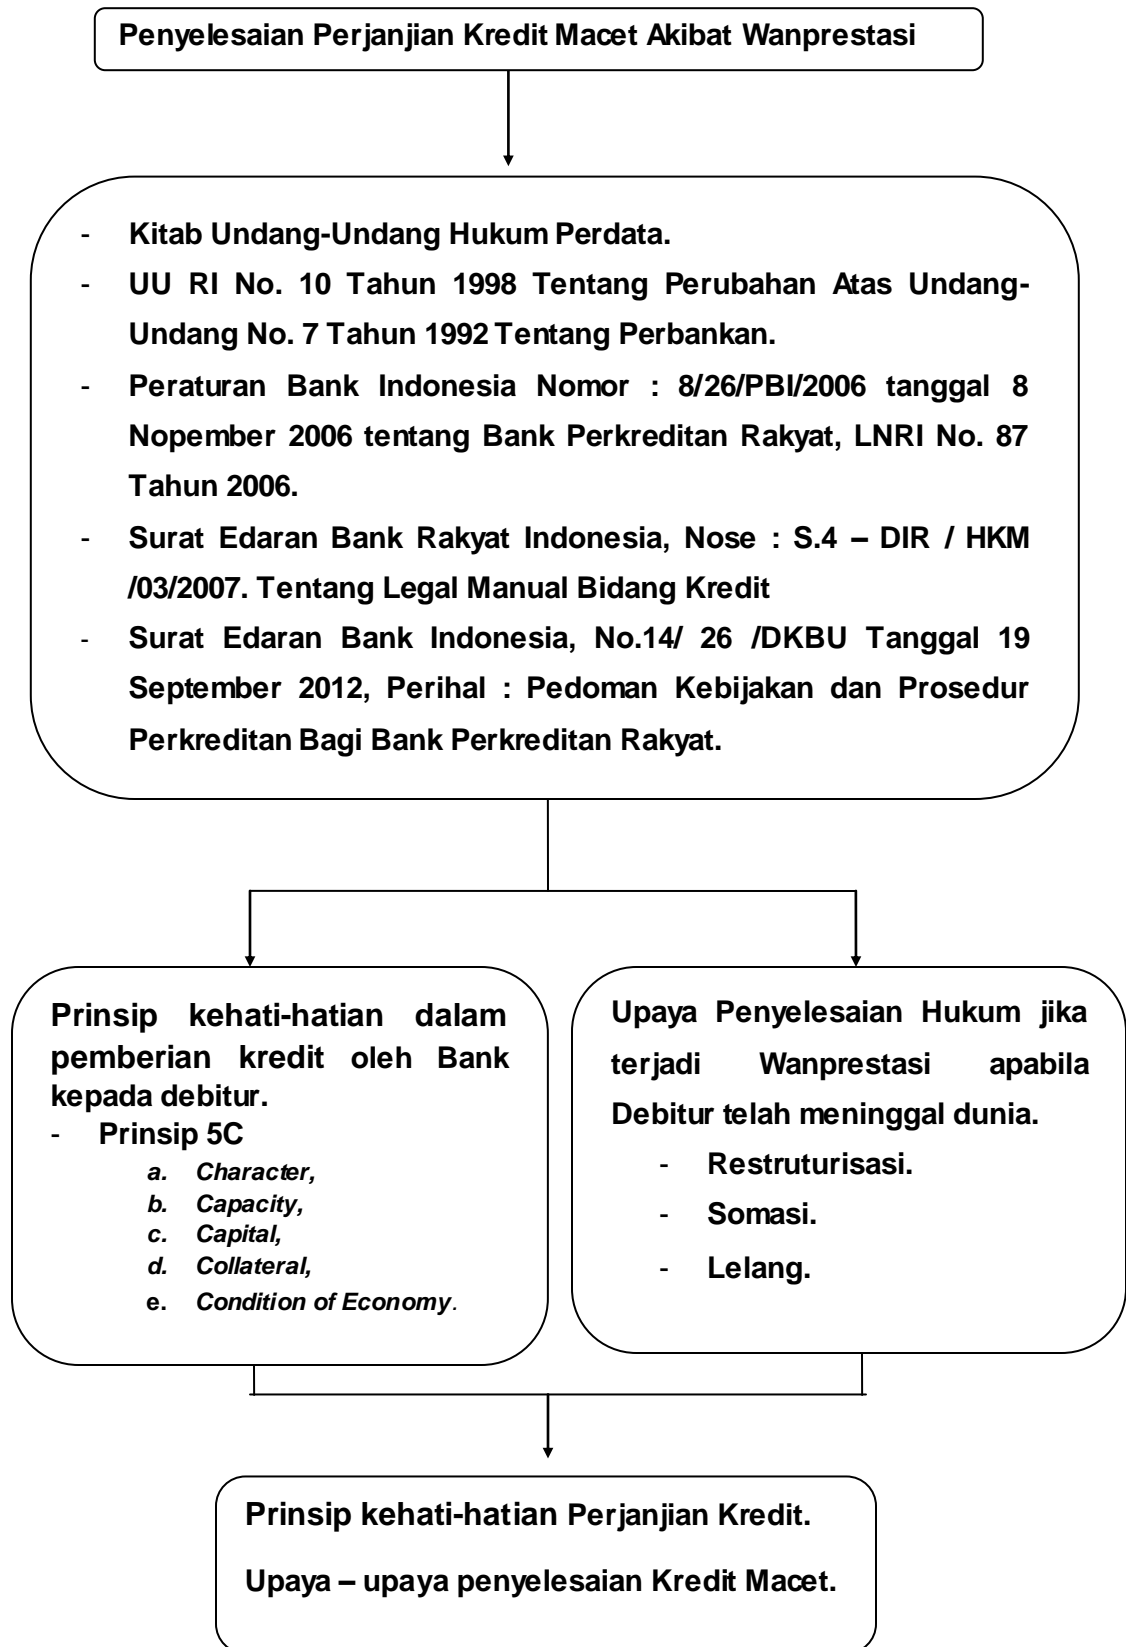 Penyelesaian Perjanjian Kredit Macet Akibat Wanprestasi
- Kitab Undang-Undang Hukum Perdata.
- UU RI No. 10 Tahun 1998 Tentang Perubahan Atas Undang-
Undang No. 7 Tahun 1992 Tentang Perbankan.
- Peraturan Bank Indonesia Nomor : 8/26/PBI/2006 tanggal 8
Nopember 2006 tentang Bank Perkreditan Rakyat, LNRI No. 87
Tahun 2006.
- Surat Edaran Bank Rakyat Indonesia, Nose : S.4 – DIR / HKM
/03/2007. Tentang Legal Manual Bidang Kredit
- Surat Edaran Bank Indonesia, No.14/ 26 /DKBU Tanggal 19
September 2012, Perihal : Pedoman Kebijakan dan Prosedur
Perkreditan Bagi Bank Perkreditan Rakyat.
Prinsip kehati-hatian dalam
pemberian kredit oleh Bank
kepada debitur.
- Prinsip 5C
a. Character,
b. Capacity,
c. Capital,
d. Collateral,
e. Condition of Economy.
Upaya Penyelesaian Hukum jika
terjadi Wanprestasi apabila
Debitur telah meninggal dunia.
- Restruturisasi.
- Somasi.
- Lelang.
Prinsip kehati-hatian Perjanjian Kredit.
Upaya – upaya penyelesaian Kredit Macet.